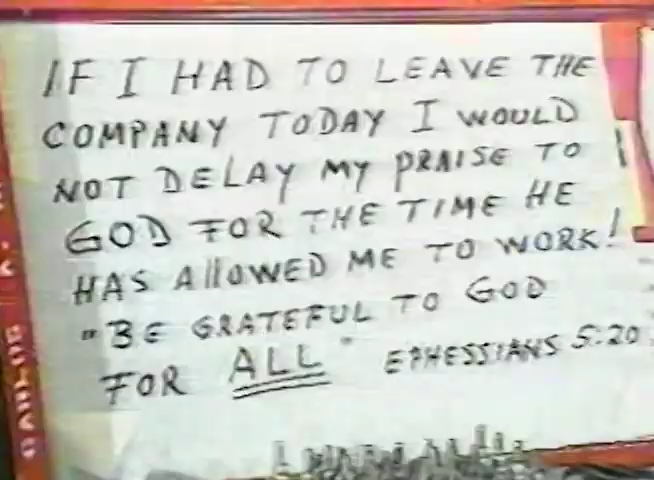 IF I HAD TO LEAVE THE
COMPANY TODAY I WOULD
NOT DELAY MY PRAISE TO
GOD FOR THE TIME HE
HAS AllOWED ME TO WORK!
"BE GRATEFUL TO GOD
FOR ALL" EPHESSIANS 5:20